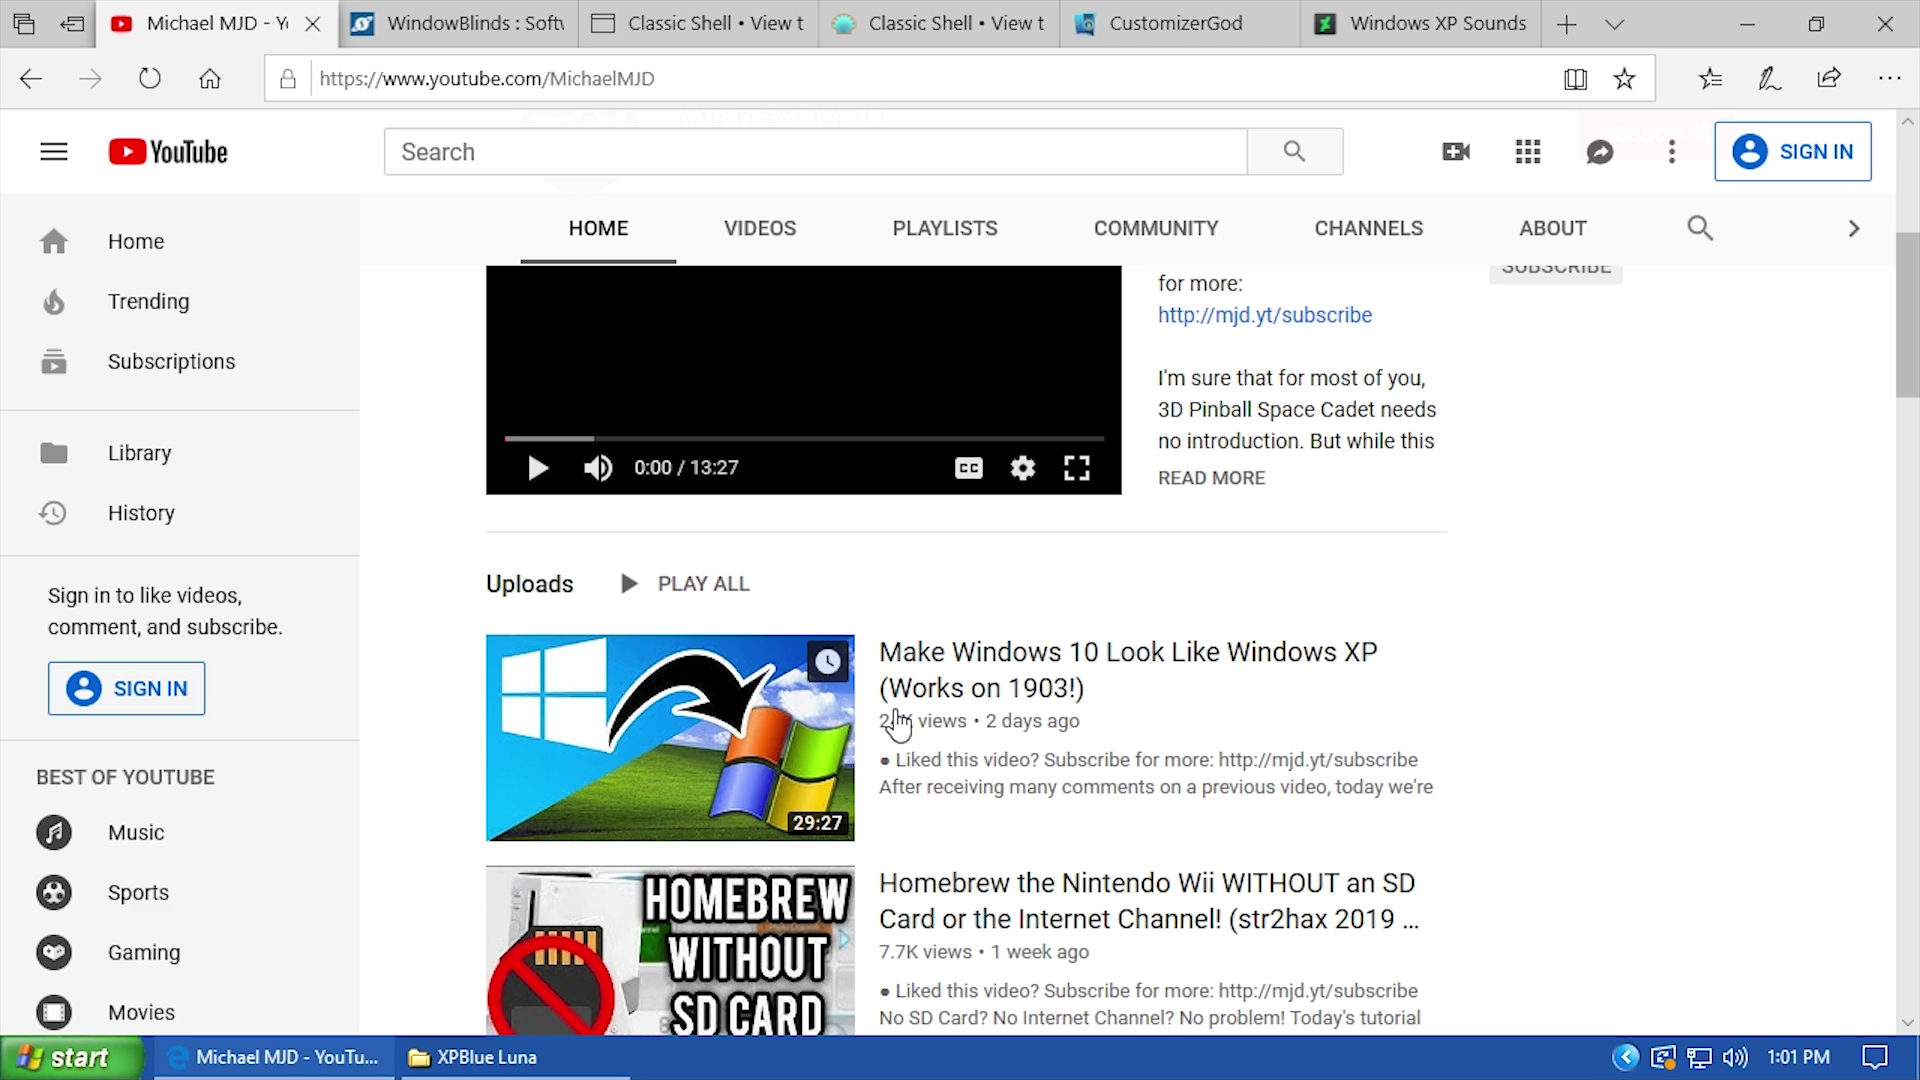 Michael MJD - Yo
WindowBlinds : Softw
Classic Shell • View t
Classic Shell • View t
CustomizerGod
Windows XP Sounds
https://www.youtube.com/MichaelMJD
YouTube
Search
SIGN IN
HOME
VIDEOS
PLAYLISTS
COMMUNITY
CHANNELS
ABOUT
Home
Trending
Subscriptions
Library
History
Sign in to like videos,
comment, and subscribe.
SIGN IN
BEST OF YOUTUBE
Music
Sports
Gaming
Movies
SUBSCRIBE
for more:
http://mjd.yt/subscribe
I'm sure that for most of you,
3D Pinball Space Cadet needs
no introduction. But while this
READ MORE
0:00 / 13:27
CC
Uploads
PLAY ALL
29:27
Make Windows 10 Look Like Windows XP
(Works on 1903!)
views • 2 days ago
● Liked this video? Subscribe for more: http://mjd.yt/subscribe
After receiving many comments on a previous video, today we're
HOMEBREW
WITHOUT
SD CARD
Homebrew the Nintendo Wii WITHOUT an SD
Card or the Internet Channel! (str2hax 2019 ...
7.7K views • 1 week ago
● Liked this video? Subscribe for more: http://mjd.yt/subscribe
No SD Card? No Internet Channel? No problem! Today's tutorial
start
Michael MJD - YouTu...
XPBlue Luna
1:01 PM